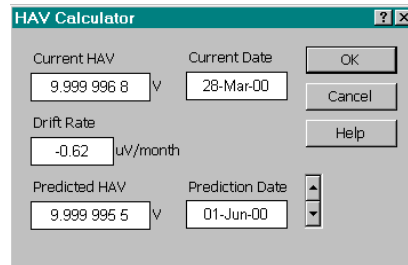 HAV Calculator
Current HAV Current Date OK
9.999 996 8 V 28-Mar-00
Cancel
Drift Rate
Help
-0.62 uV/month
Predicted HAV Prediction Date
9.999 995 5 V 01-Jun-00